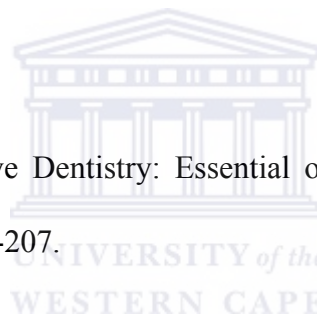 ve Dentistry: Essential o
-207.
UNIVERSITY of the
WESTERN CAPE